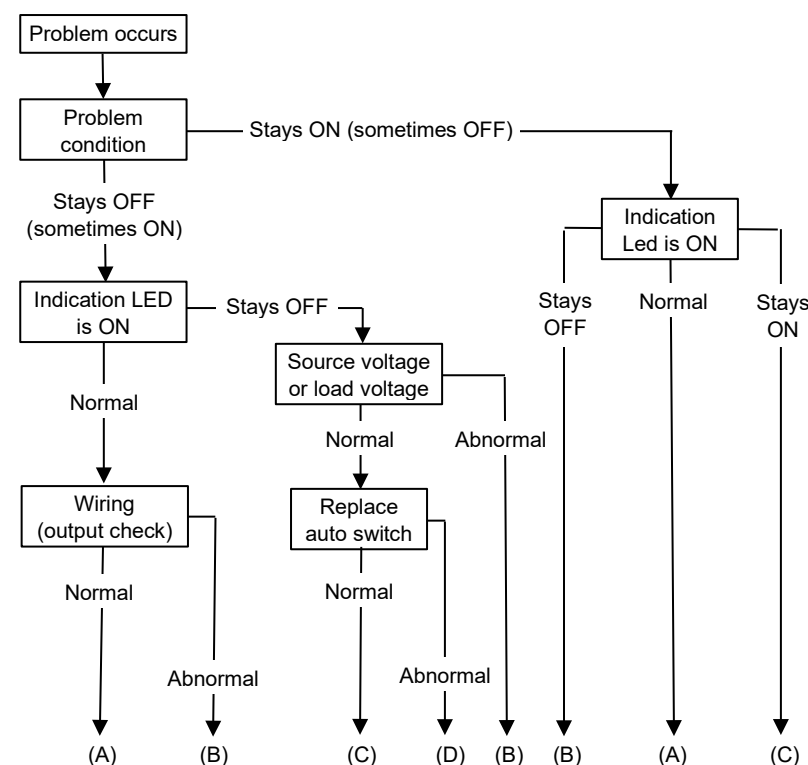 Problem occurs
Problem
condition
Stays ON (sometimes OFF)
Stays OFF
(sometimes ON)
Indication
Led is ON
Indication LED
is ON
Stays OFF
Stays
OFF
Normal
Stays
ON
Source voltage
or load voltage
Normal
Normal
Abnormal
Wiring
(output check)
Replace
auto switch
Normal
Normal
Abnormal
Abnormal
(A)
(B)
(C)
(D)
(B)
(B)
(A)
(C)